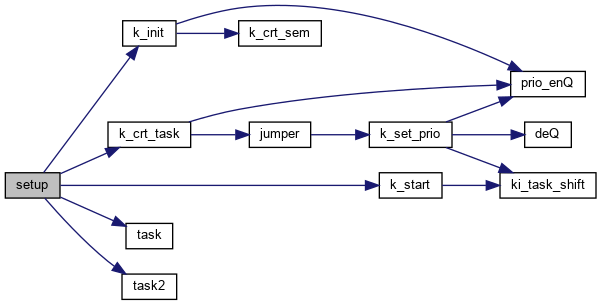 k_init
k_crt_sem
prio_enQ
k_crt_task
jumper
k_set_prio
deQ
setup
k_start
ki_task_shift
task
task2